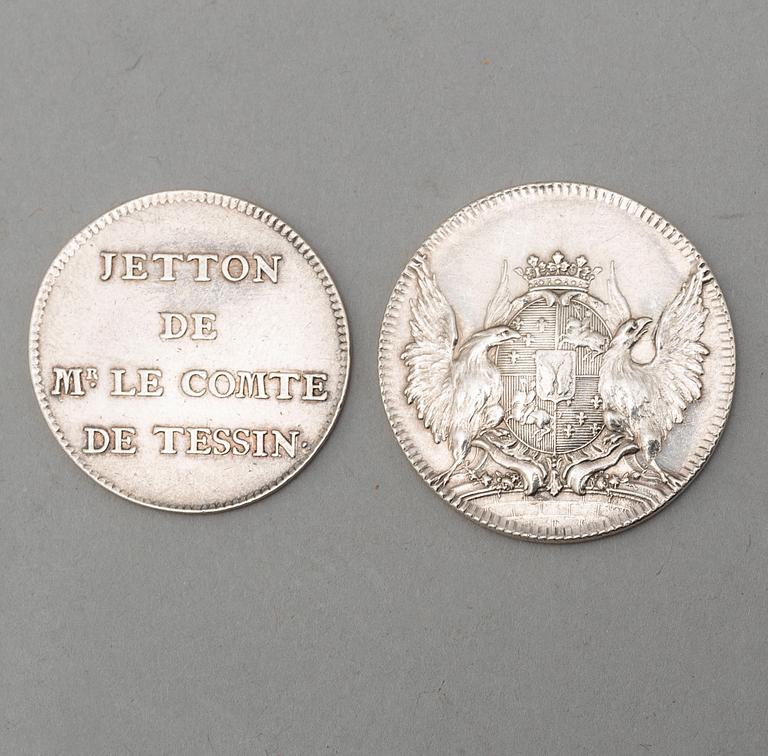 JETTON
DE
MR. LE COMTE
DE TESSIN.